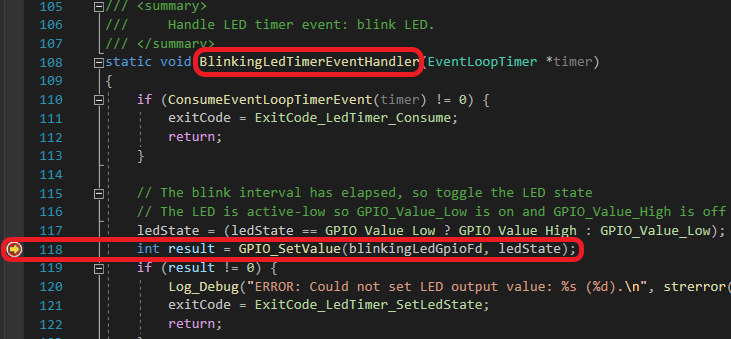 105 /// <summary>
106 ///     Handle LED timer event: blink LED.
107 /// </summary>
108 static void BlinkingLedTimerEventHandler(EventLoopTimer *timer)
109 {
110     if (ConsumeEventLoopTimerEvent(timer) != 0) {
111         exitCode = ExitCode_LedTimer_Consume;
112         return;
113     }
114
115     // The blink interval has elapsed, so toggle the LED state
116     // The LED is active-low so GPIO_Value_Low is on and GPIO_Value_High is off
117     ledState = (ledState == GPIO_Value_Low ? GPIO_Value_High : GPIO_Value_Low);
118     int result = GPIO_SetValue(blinkingLedGpioFd, ledState);
119     if (result != 0) {
120         Log_Debug("ERROR: Could not set LED output value: %s (%d).\n", strerror(
121         exitCode = ExitCode_LedTimer_SetLedState;
122         return;